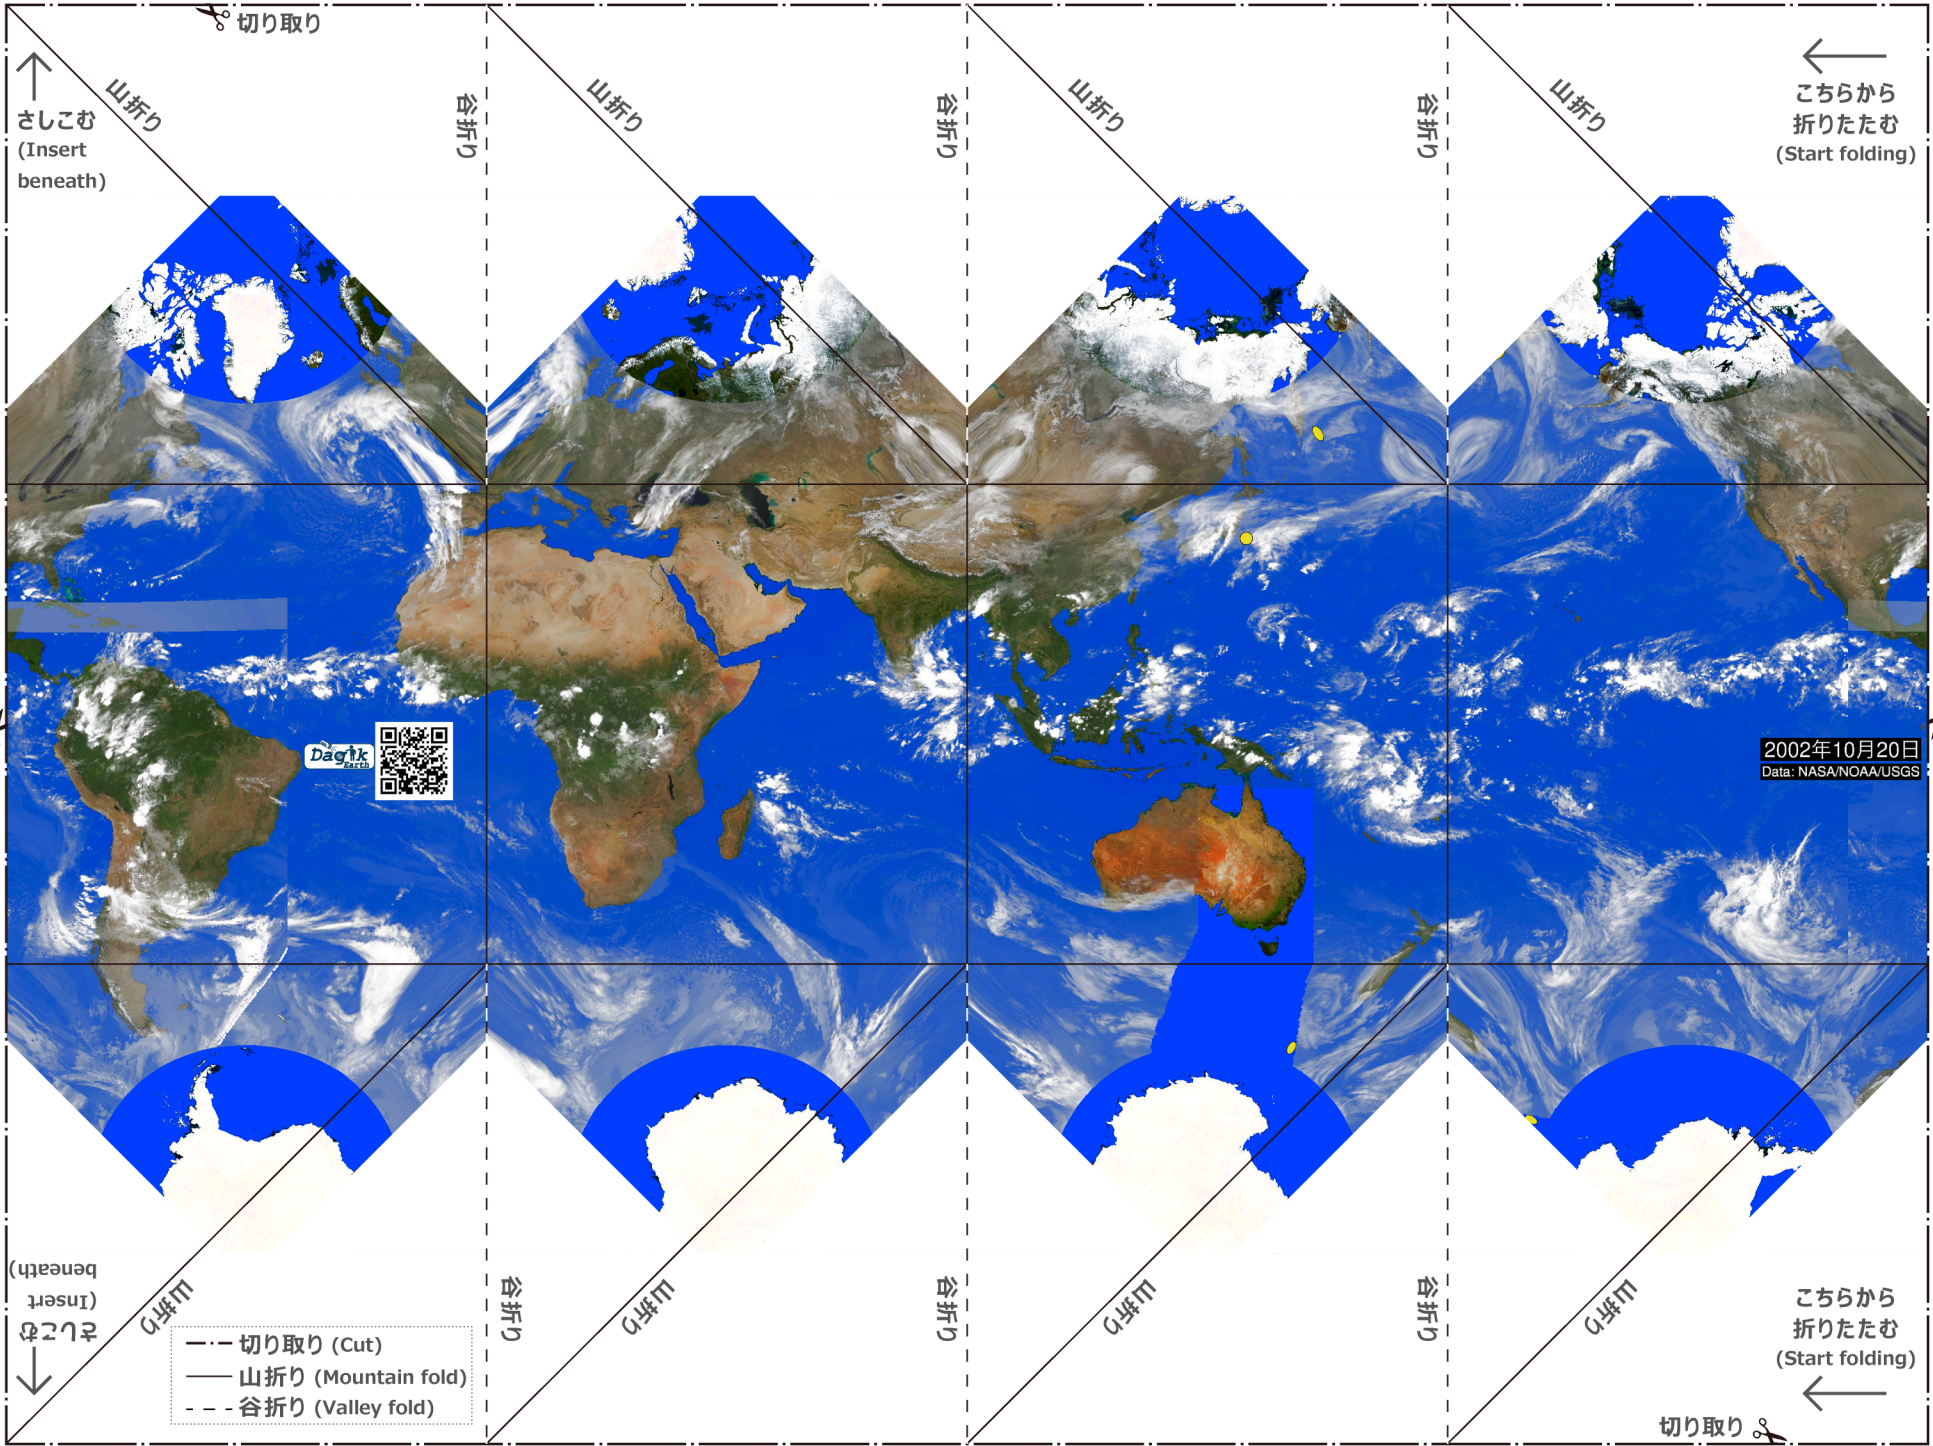 切り取り
山折り
谷折り
山折り
谷折り
山折り
谷折り
山折り
さしこむ
(Insert
beneath)
こちらから
折りたたむ
(Start folding)
Dagik
Earth
2002年10月20日
Data: NASA/NOAA/USGS
さしこむ
(Insert
beneath)
山折り
谷折り
山折り
谷折り
山折り
谷折り
山折り
こちらから
折りたたむ
(Start folding)
切り取り (Cut)
山折り (Mountain fold)
谷折り (Valley fold)
切り取り